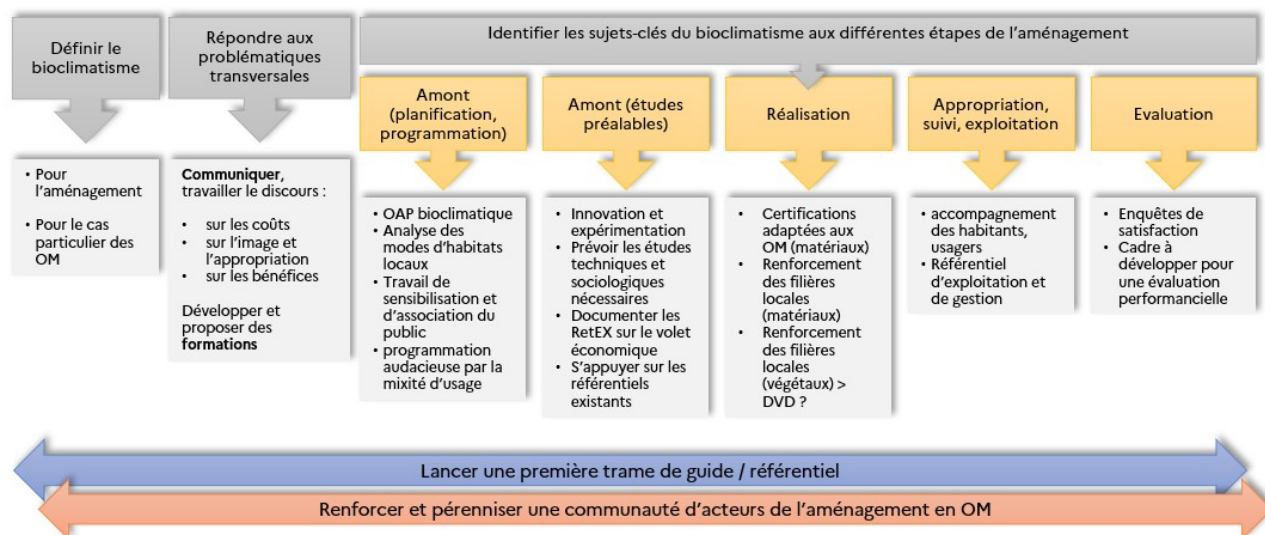 Définir le
bioclimatisme
Répondre aux
problématiques
transversales
Identifier les sujets-clés du bioclimatisme aux différentes étapes de l'aménagement
Amont
(planification,
programmation)
Amont (études
préalables)
Réalisation
Appropriation,
suivi, exploitation
Evaluation
• Pour
l'aménagement
• Pour le cas
particulier des
OM
Communiquer,
travailler le discours :
• sur les coûts
• sur l'image et
l'appropriation
• sur les bénéfices
Développer et
proposer des
formations
• OAP bioclimatique
• Analyse des
modes d'habitats
locaux
• Travail de
sensibilisation et
d'association du
public
• programmation
audacieuse par la
mixité d'usage
• Innovation et
expérimentation
• Prévoir les études
techniques et
sociologiques
nécessaires
• Documenter les
RetEX sur le volet
économique
• S'appuyer sur les
référentiels
existants
• Certifications
adaptées aux
OM (matériaux)
• Renforcement
des filières
locales
(matériaux)
• Renforcement
des filières
locales
(végétaux) >
DVD ?
• accompagnement
des habitants,
usagers
• Référentiel
d'exploitation et
de gestion
• Enquêtes de
satisfaction
• Cadre à
développer pour
une évaluation
performancielle
Lancer une première trame de guide / référentiel
Renforcer et pérenniser une communauté d'acteurs de l'aménagement en OM